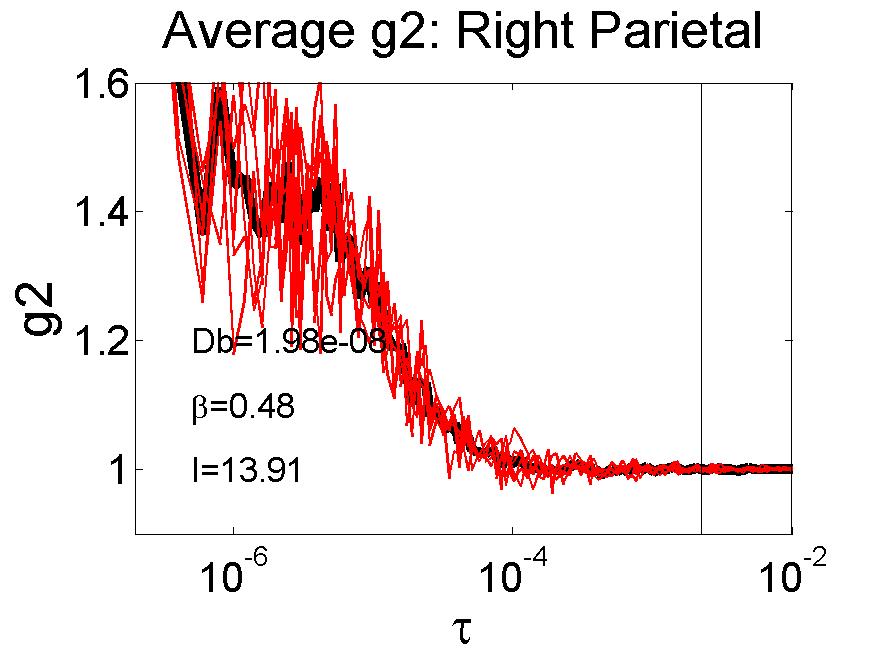 Average g2: Right Parietal
1.6
1.4
1.2
1
g2
Db=1.98e-08
β=0.48
I=13.91
10^-6
10^-4
10^-2
τ